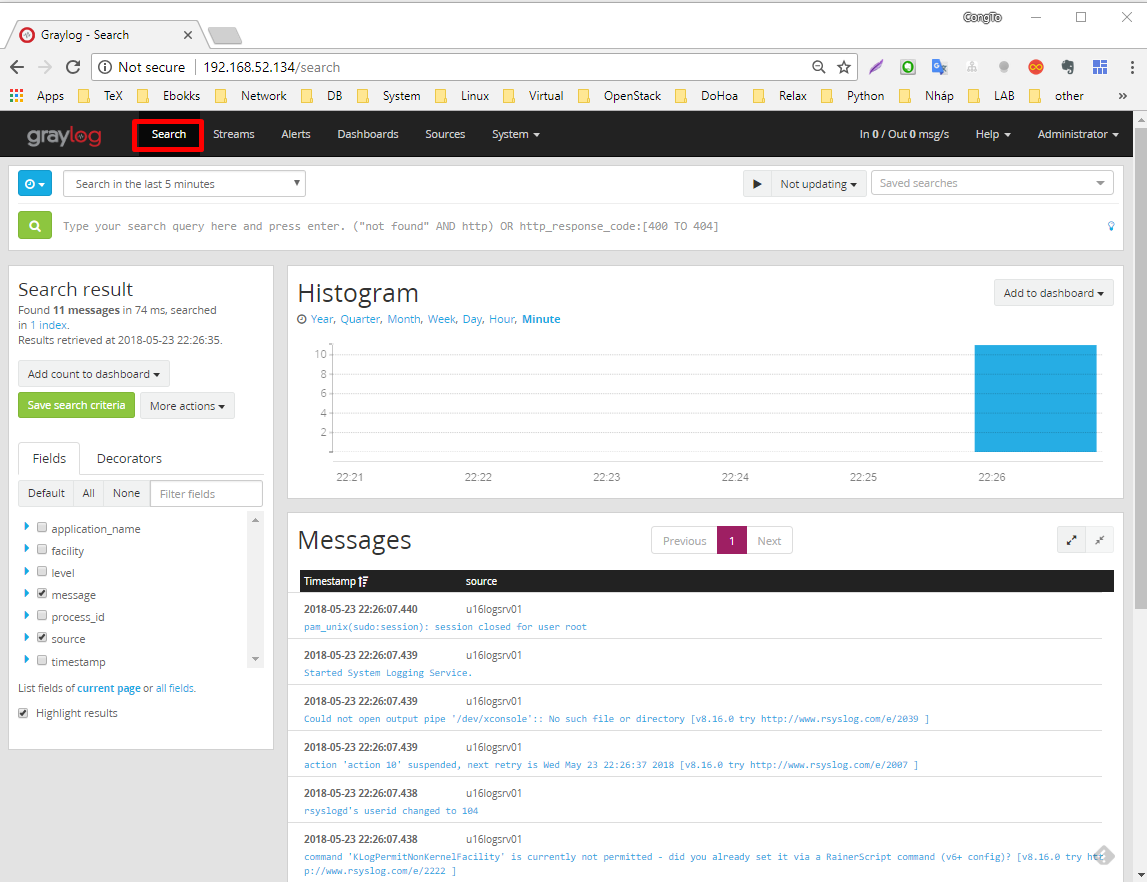 CongTo
Graylog - Search
Not secure 192.168.52.134/search
Apps TeX Ebokks Network DB System Linux Virtual OpenStack DoHoa Relax Python Nháp LAB other »
graylog Search Streams Alerts Dashboards Sources System In 0 / Out 0 msg/s Help Administrator
Search in the last 5 minutes Not updating Saved searches
Type your search query here and press enter. ("not found" AND http) OR http_response_code:[400 TO 404]
Search result
Found 11 messages in 74 ms, searched
in 1 index.
Results retrieved at 2018-05-23 22:26:35.
Add count to dashboard
Save search criteria More actions
Fields Decorators
Default All None Filter fields
application_name
facility
level
message
process_id
source
timestamp
List fields of current page or all fields.
Highlight results
Histogram
Add to dashboard
Year, Quarter, Month, Week, Day, Hour, Minute
10
8
6
4
2
22:21 22:22 22:23 22:24 22:25 22:26
Messages
Previous 1 Next
Timestamp source
2018-05-23 22:26:07.440 u16logsrv01
pam_unix(sudo:session): session closed for user root
2018-05-23 22:26:07.439 u16logsrv01
Started System Logging Service.
2018-05-23 22:26:07.439 u16logsrv01
Could not open output pipe '/dev/xconsole':: No such file or directory [v8.16.0 try http://www.rsyslog.com/e/2039 ]
2018-05-23 22:26:07.439 u16logsrv01
action 'action 10' suspended, next retry is Wed May 23 22:26:37 2018 [v8.16.0 try http://www.rsyslog.com/e/2007 ]
2018-05-23 22:26:07.438 u16logsrv01
rsyslogd's userid changed to 104
2018-05-23 22:26:07.438 u16logsrv01
command 'KLogPermitNonKernelFacility' is currently not permitted - did you already set it via a RainerScript command (v6+ config)? [v8.16.0 try htt
p://www.rsyslog.com/e/2222 ]